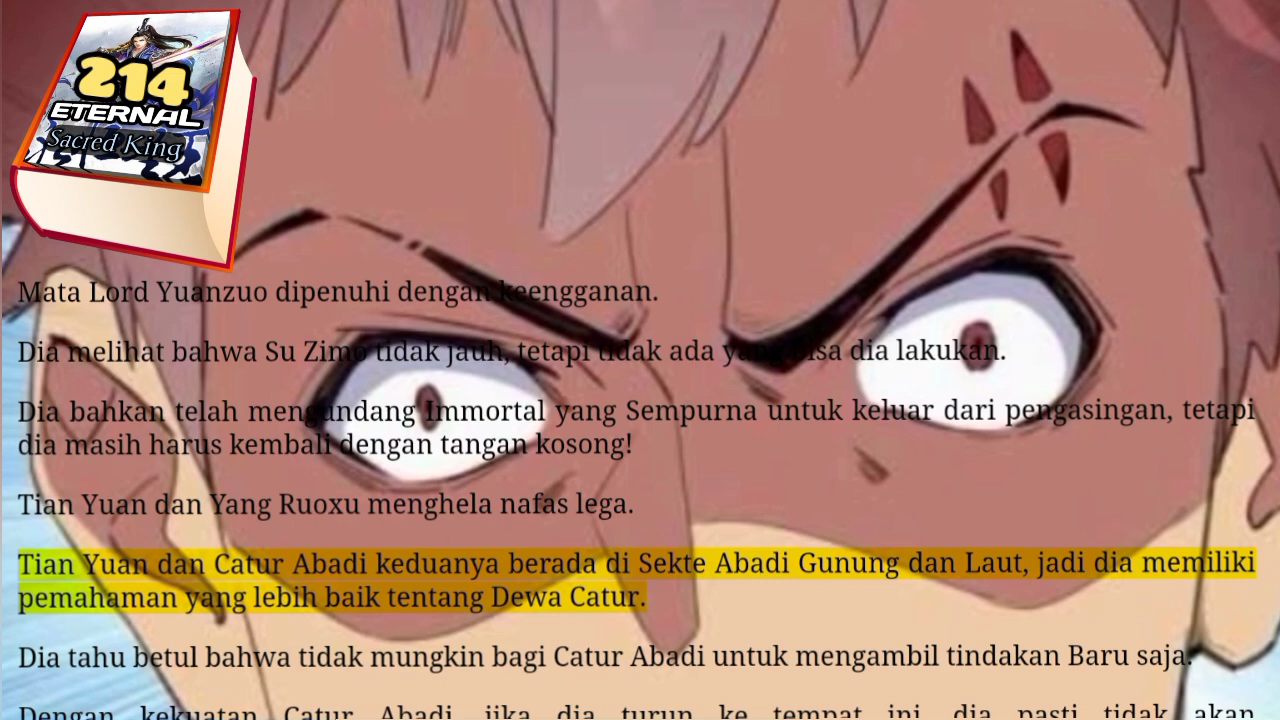 214
ETERNAL
Sacred King
Mata Lord Yuanzuo dipenuhi dengan keengganan.
Dia melihat bahwa Su Zimo tidak jauh, tetapi tidak ada yang bisa dia lakukan.
Dia bahkan telah mengundang Immortal yang Sempurna untuk keluar dari pengasingan, tetapi
dia masih harus kembali dengan tangan kosong!
Tian Yuan dan Yang Ruoxu menghela nafas lega.
Tian Yuan dan Catur Abadi keduanya berada di Sekte Abadi Gunung dan Laut, jadi dia memiliki
pemahaman yang lebih baik tentang Dewa Catur.
Dia tahu betul bahwa tidak mungkin bagi Catur Abadi untuk mengambil tindakan Baru saja.
Dengan kekuatan Catur Abadi, jika dia turun ke tempat ini, dia pasti tidak akan